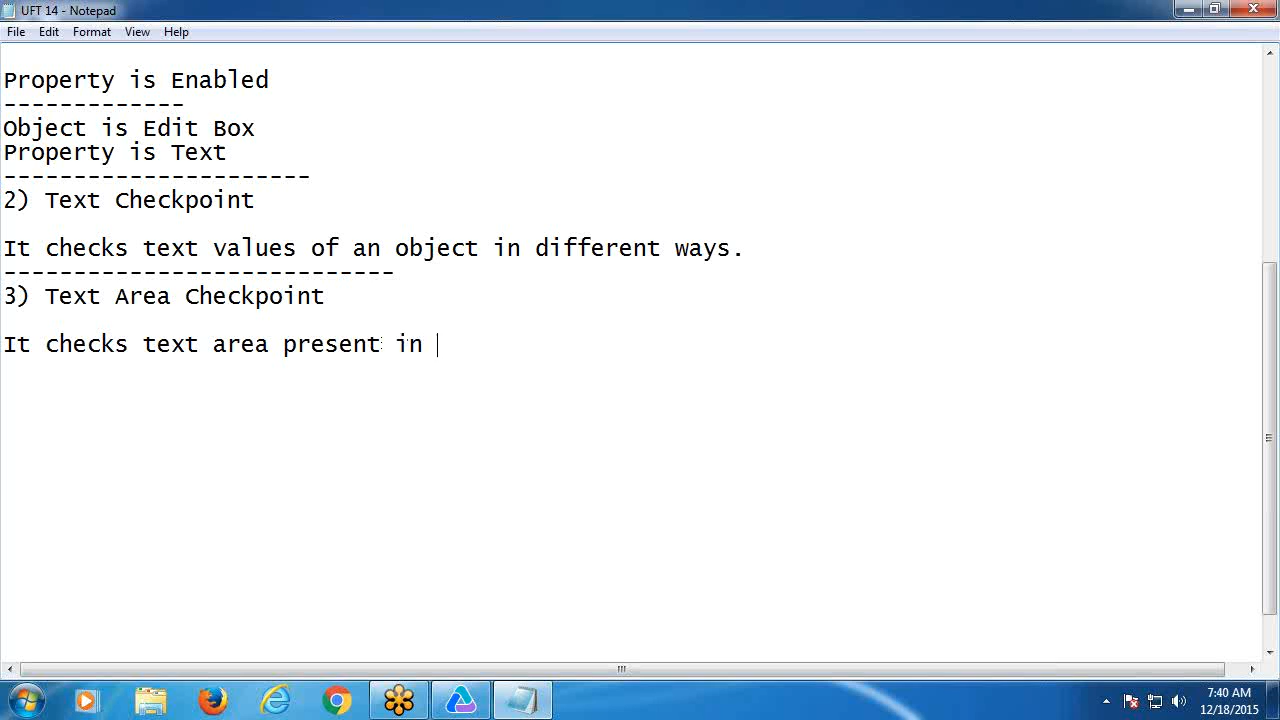 UFT 14 - Notepad
File Edit Format View Help
Property is Enabled
-------------
Object is Edit Box
Property is Text
----------------------
2) Text Checkpoint
It checks text values of an object in different ways.
----------------------------
3) Text Area Checkpoint
It checks text area present in
7:40 AM
12/18/2015